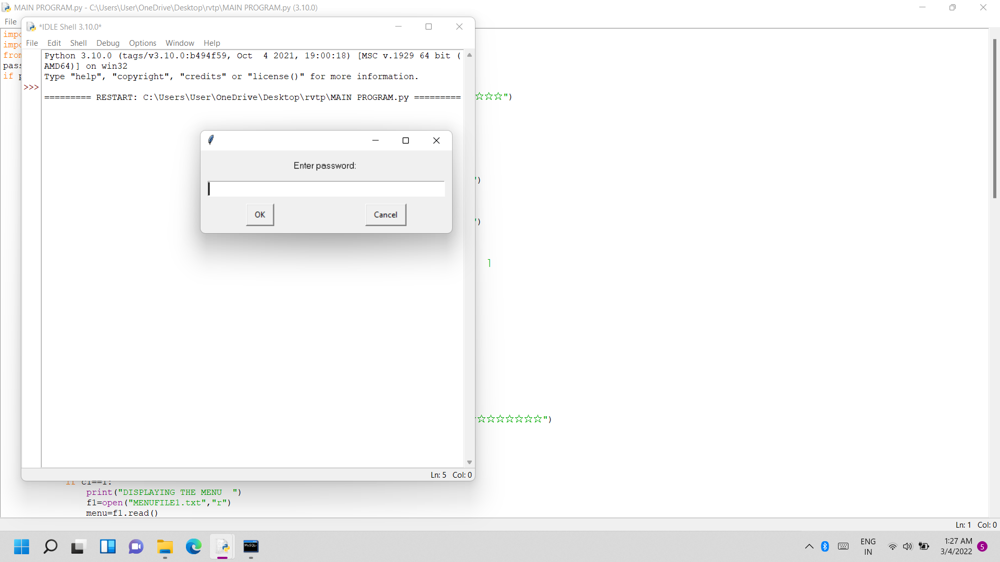 MAIN PROGRAM.py - C:\Users\User\OneDrive\Desktop\rvtp\MAIN PROGRAM.py (3.10.0)
File
*IDLE Shell 3.10.0*
File Edit Shell Debug Options Window Help
Python 3.10.0 (tags/v3.10.0:b494f59, Oct  4 2021, 19:00:18) [MSC v.1929 64 bit (
AMD64)] on win32
Type "help", "copyright", "credits" or "license()" for more information.
>>>
========= RESTART: C:\Users\User\OneDrive\Desktop\rvtp\MAIN PROGRAM.py =========
☆☆☆")
Enter password:
OK Cancel
")
")
☆☆☆☆☆☆☆")
Ln: 5 Col: 0
if c1==1:
print("DISPLAYING THE MENU  ")
f1=open("MENUFILE1.txt","r")
menu=f1.read()
Ln: 1 Col: 0
MySQL
ENG
IN
1:27 AM
3/4/2022
5